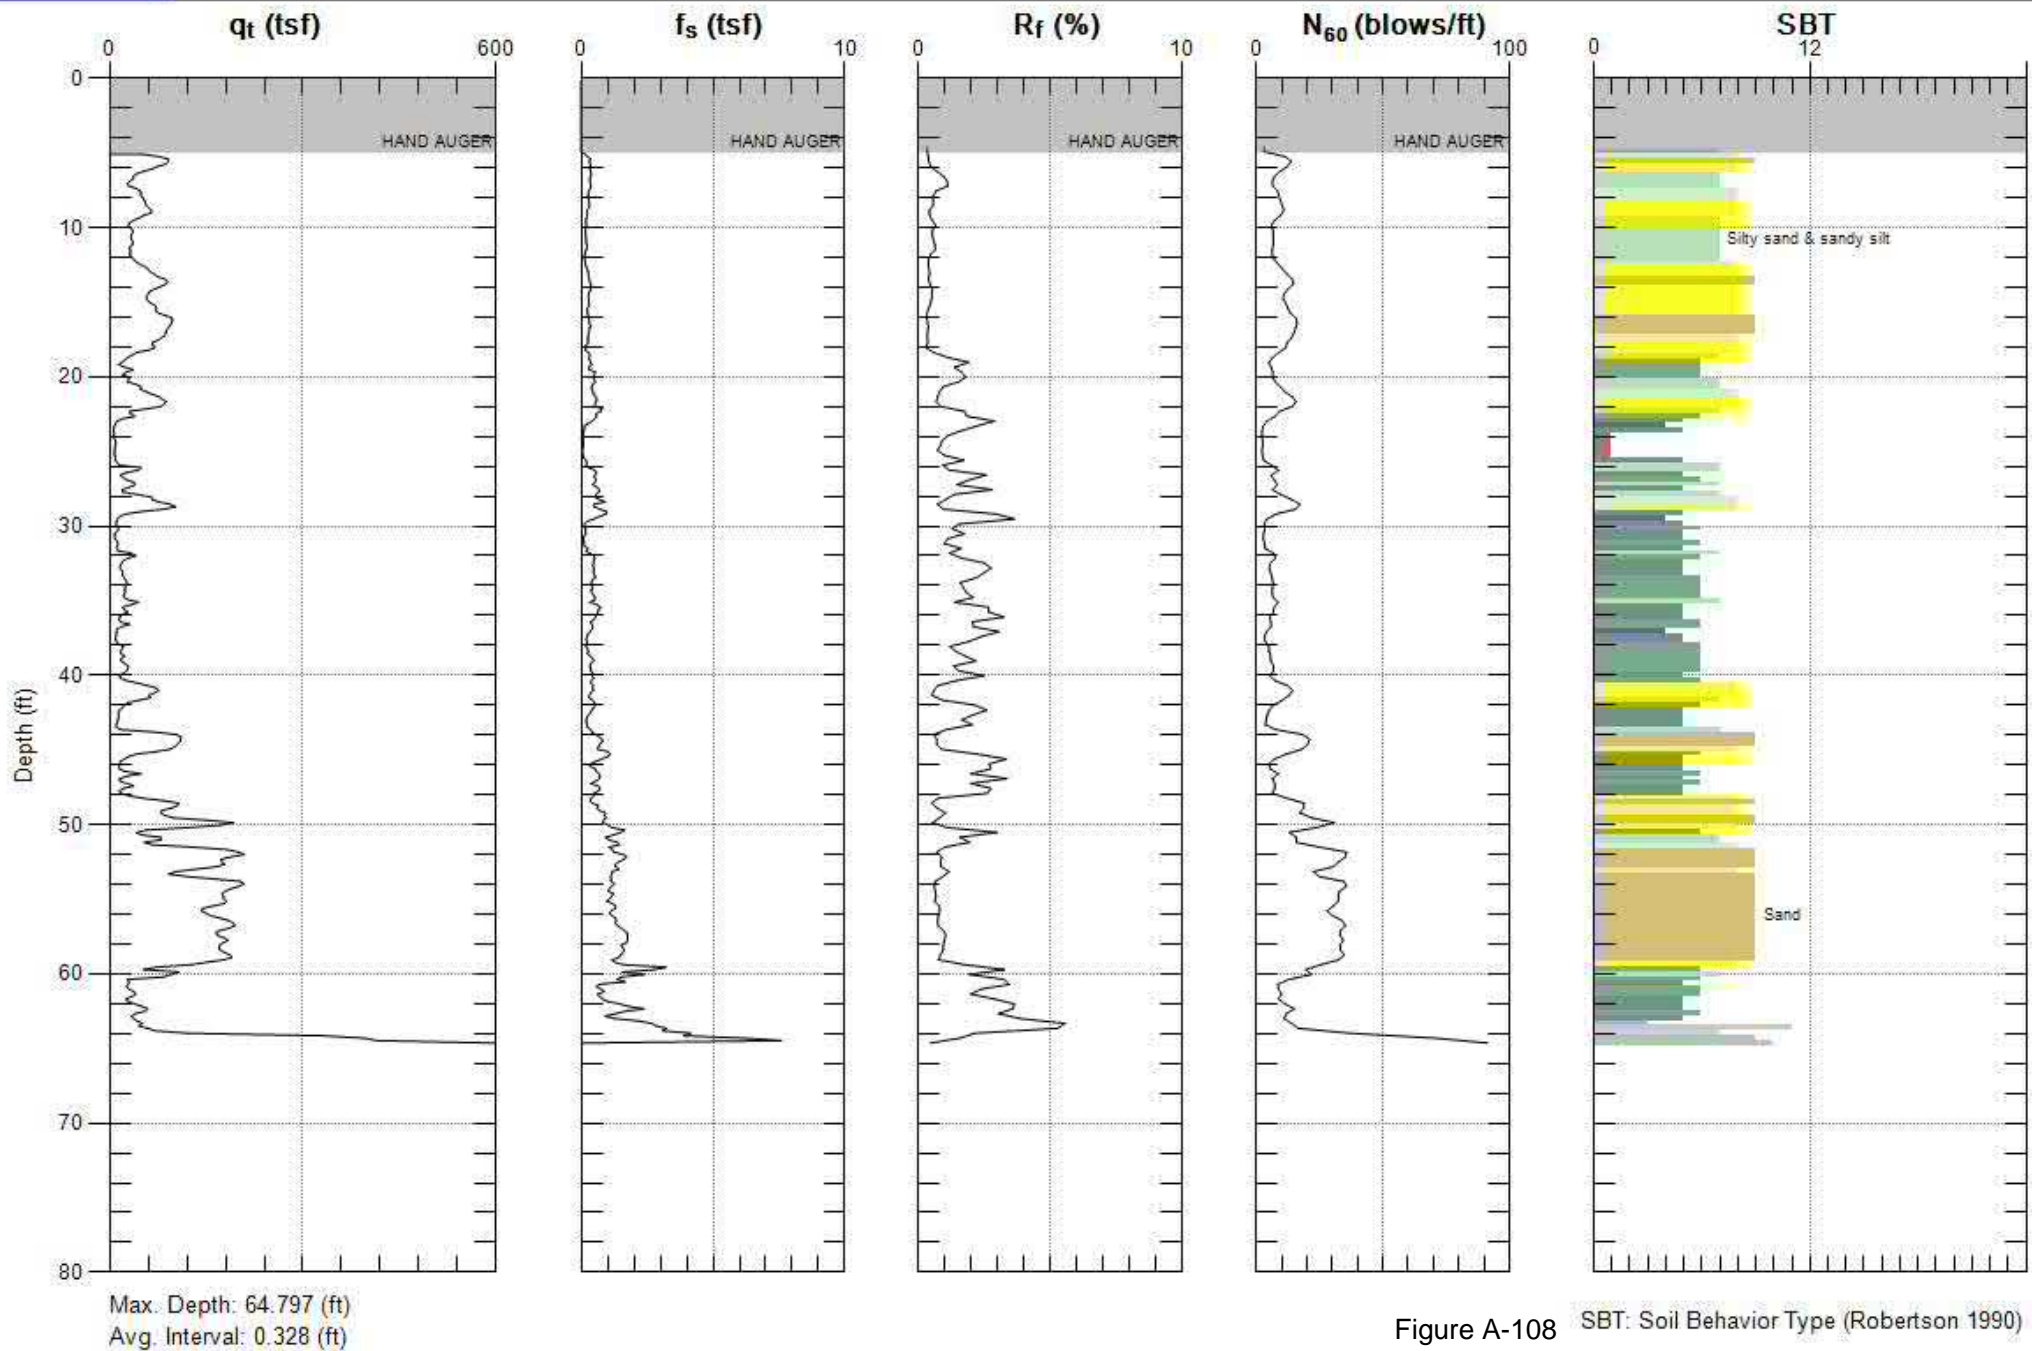 qt (tsf) fs (tsf) Rf (%) N60 (blows/ft) SBT
0 600 0 10 0 10 0 100 0 12
0
HAND AUGER HAND AUGER HAND AUGER HAND AUGER
10
Silty sand & sandy silt
20
30
40
Depth (ft)
50
Sand
60
70
80
Max. Depth: 64.797 (ft)
Avg. Interval: 0.328 (ft)
Figure A-108
SBT: Soil Behavior Type (Robertson 1990)